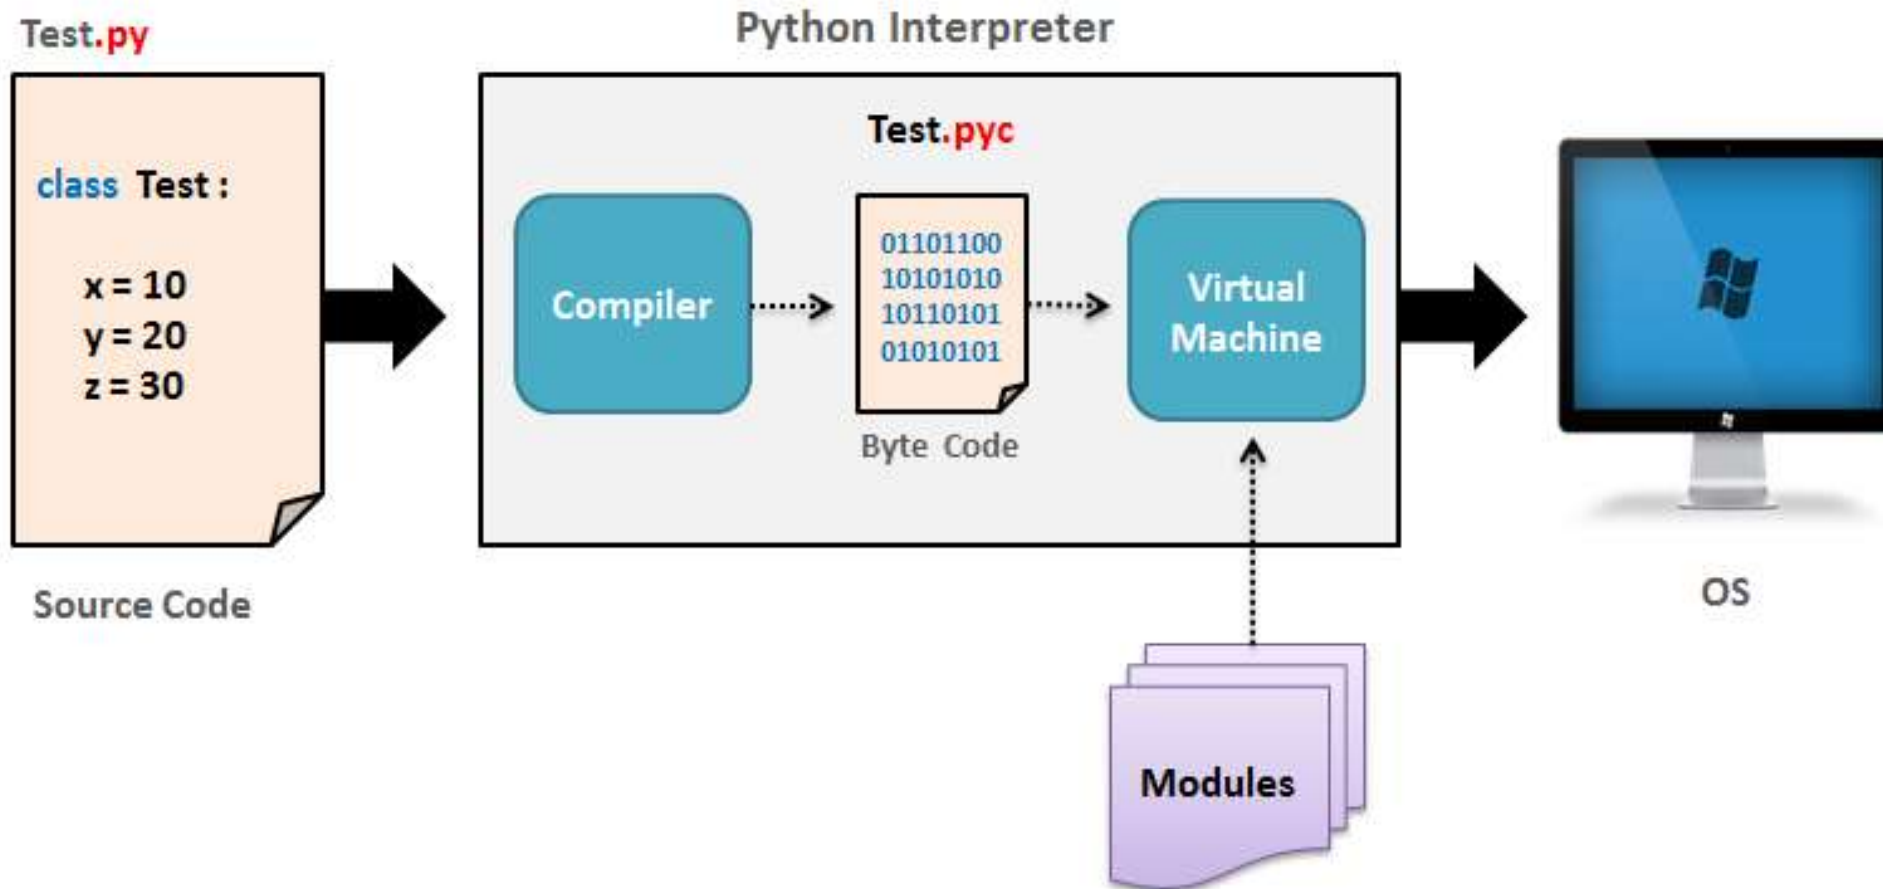 Test.py
Python Interpreter
class Test :
x = 10
y = 20
z = 30
Source Code
Test.pyc
Compiler
01101100
10101010
10110101
01010101
Byte Code
Virtual
Machine
Modules
OS